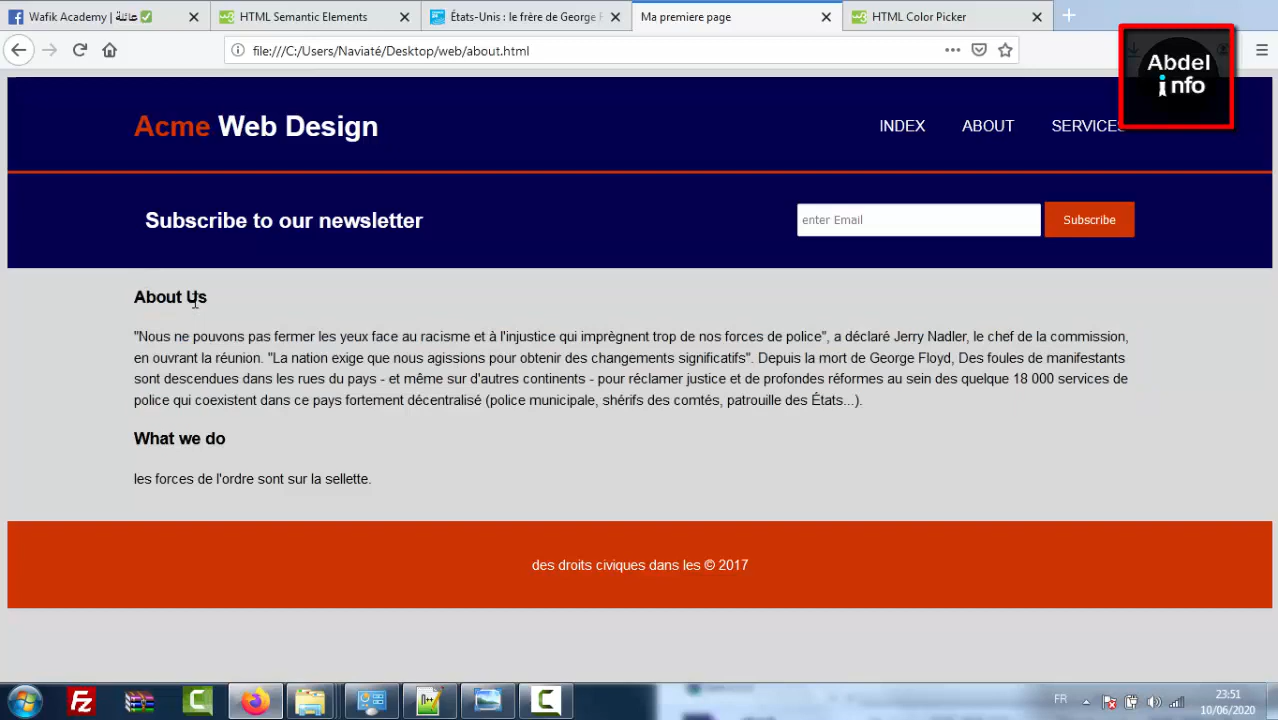 Wafik Academy | عائلة ✅
HTML Semantic Elements
États-Unis : le frère de George F
Ma premiere page
HTML Color Picker
file:///C:/Users/Naviaté/Desktop/web/about.html
Abdel
info
Acme Web Design
INDEX ABOUT SERVICES
Subscribe to our newsletter
enter Email
Subscribe
About Us
"Nous ne pouvons pas fermer les yeux face au racisme et à l'injustice qui imprègnent trop de nos forces de police", a déclaré Jerry Nadler, le chef de la commission,
en ouvrant la réunion. "La nation exige que nous agissions pour obtenir des changements significatifs". Depuis la mort de George Floyd, Des foules de manifestants
sont descendues dans les rues du pays - et même sur d'autres continents - pour réclamer justice et de profondes réformes au sein des quelque 18 000 services de
police qui coexistent dans ce pays fortement décentralisé (police municipale, shérifs des comtés, patrouille des États...).
What we do
les forces de l'ordre sont sur la sellette.
des droits civiques dans les © 2017
FR
23:51
10/06/2020